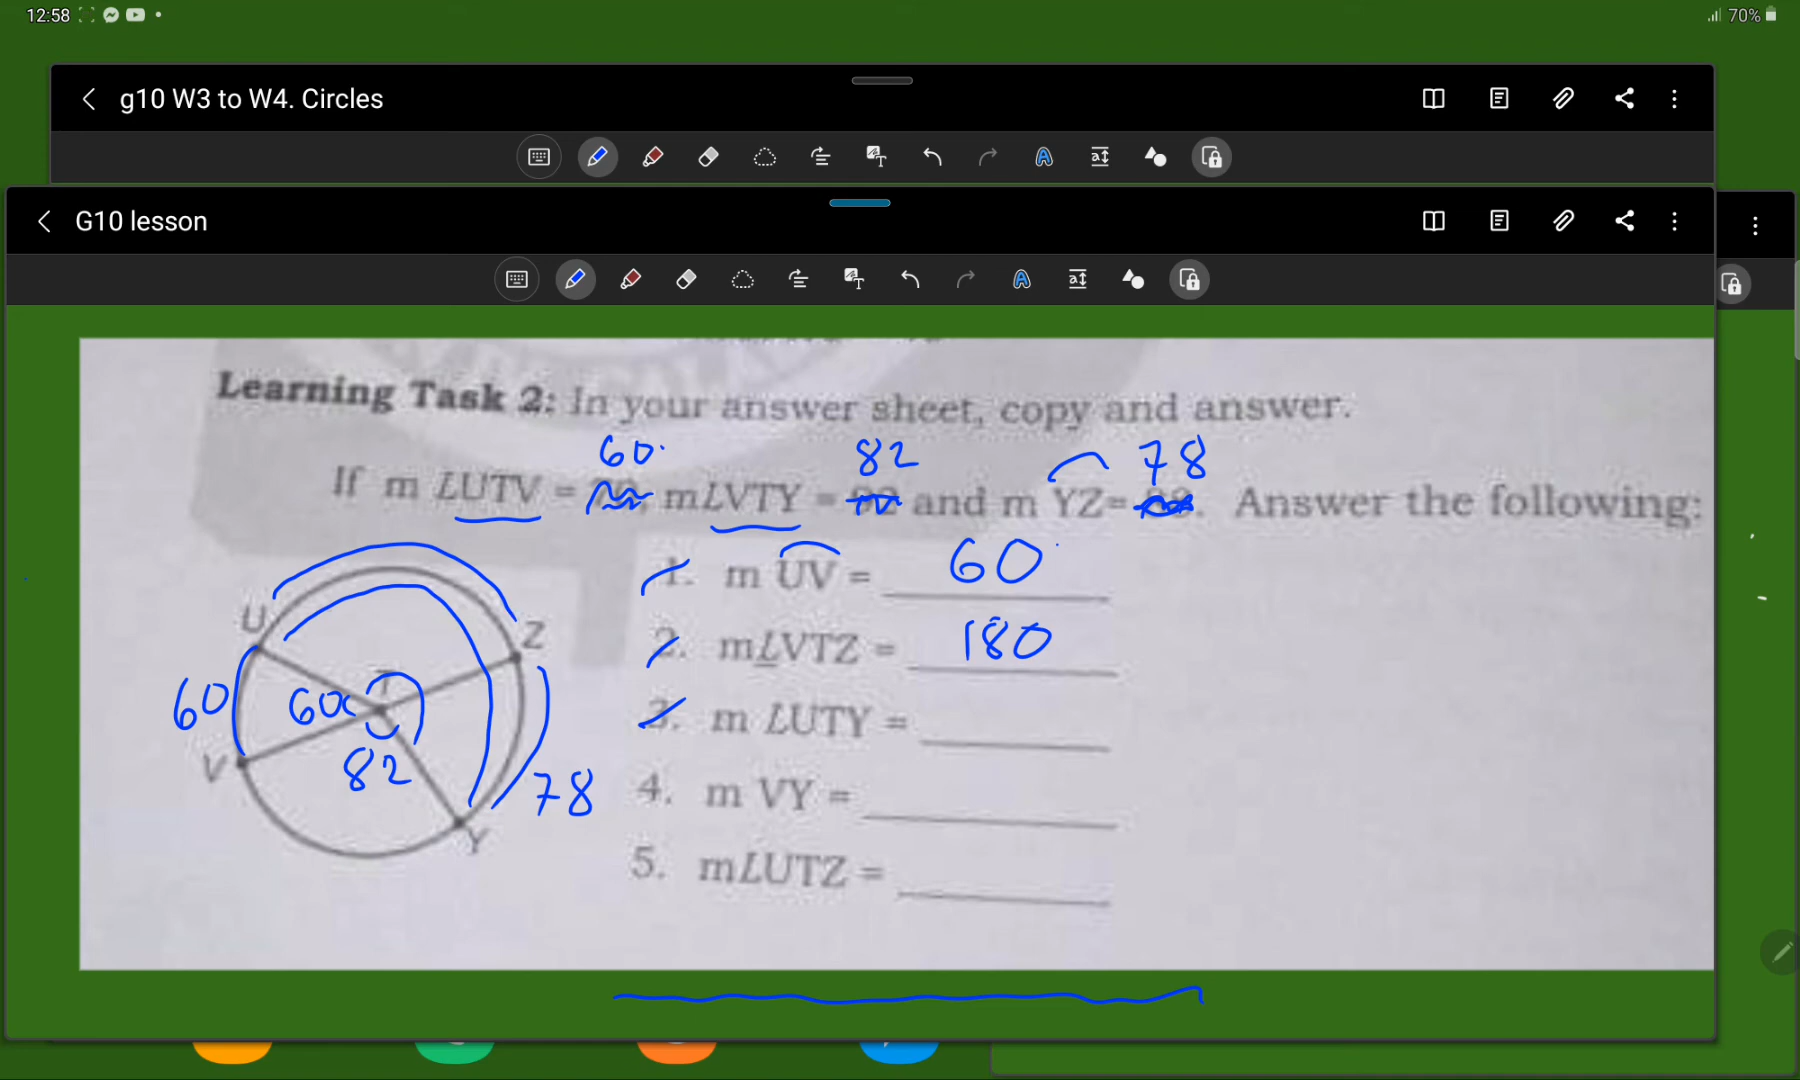 12:58
70%
g10 W3 to W4. Circles
G10 lesson
Learning Task 2: In your answer sheet, copy and answer.
60 82 78
If m ∠UTV = , m∠VTY = 92 and m YZ= . Answer the following:
1. m UV = 60
2. m∠VTZ = 180
3. m ∠UTY =
4. m VY =
5. m∠UTZ =
U
Z
T
60
60
V
82
78
Y